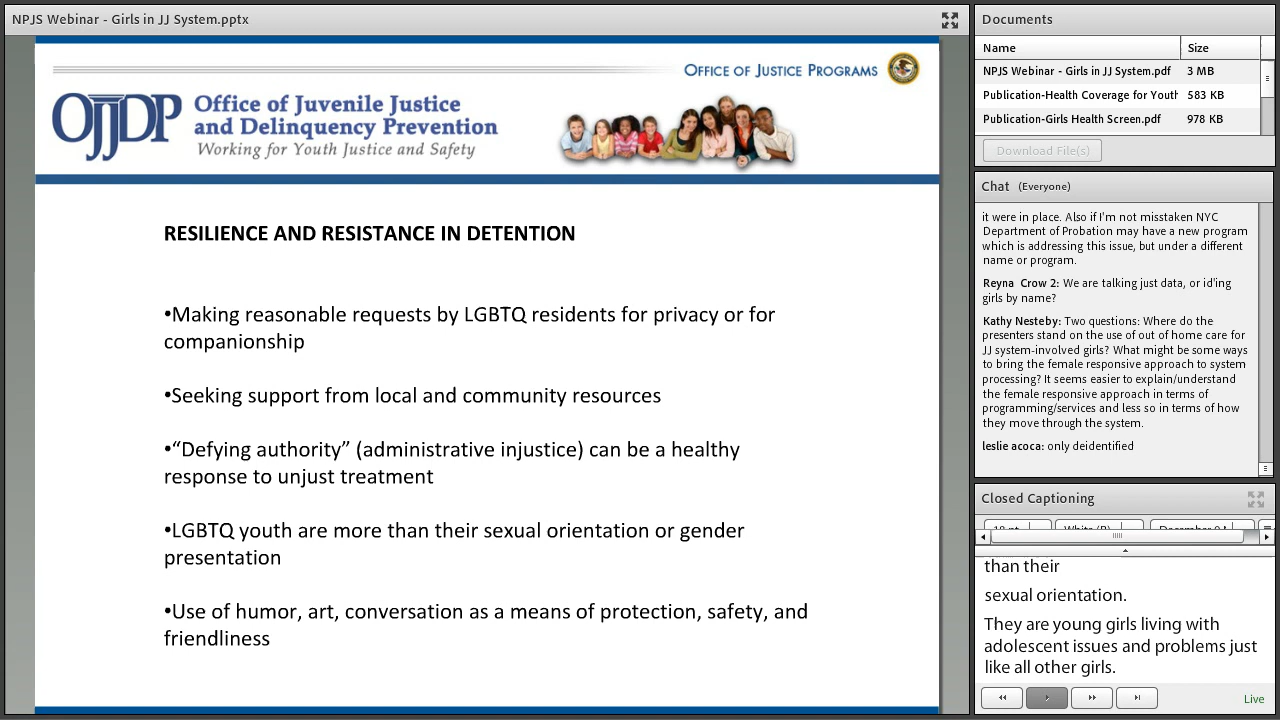 NPJS Webinar - Girls in JJ System.pptx
OFFICE OF JUSTICE PROGRAMS
OJJDP
Office of Juvenile Justice
and Delinquency Prevention
Working for Youth Justice and Safety
RESILIENCE AND RESISTANCE IN DETENTION
•Making reasonable requests by LGBTQ residents for privacy or for
companionship
•Seeking support from local and community resources
•“Defying authority” (administrative injustice) can be a healthy
response to unjust treatment
•LGBTQ youth are more than their sexual orientation or gender
presentation
•Use of humor, art, conversation as a means of protection, safety, and
friendliness
Documents
Name Size
NPJS Webinar - Girls in JJ System.pdf 3 MB
Publication-Health Coverage for Youth 583 KB
Publication-Girls Health Screen.pdf 978 KB
Download File(s)
Chat (Everyone)
it were in place. Also if I'm not misstaken NYC
Department of Probation may have a new program
which is addressing this issue, but under a different
name or program.
Reyna Crow 2: We are talking just data, or id'ing
girls by name?
Kathy Nesteby: Two questions: Where do the
presenters stand on the use of out of home care for
JJ system-involved girls? What might be some ways
to bring the female responsive approach to system
processing? It seems easier to explain/understand
the female responsive approach in terms of
programming/services and less so in terms of how
they move through the system.
leslie acoca: only deidentified
Closed Captioning
than their
sexual orientation.
They are young girls living with
adolescent issues and problems just
like all other girls.
Live